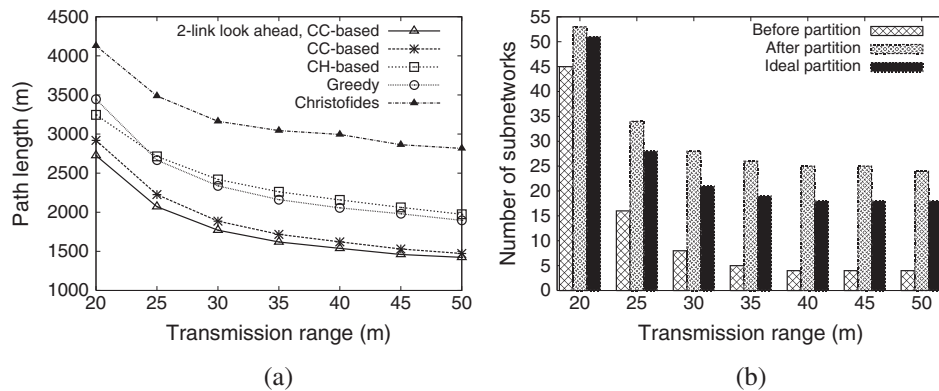 4500
4000
3500
3000
2500
2000
1500
1000
Path length (m)
2-link look ahead, CC-based
CC-based
CH-based
Greedy
Christofides
20 25 30 35 40 45 50
Transmission range (m)
(a)
55
50
45
40
35
30
25
20
15
10
5
0
Number of subnetworks
Before partition
After partition
Ideal partition
20 25 30 35 40 45 50
Transmission range (m)
(b)